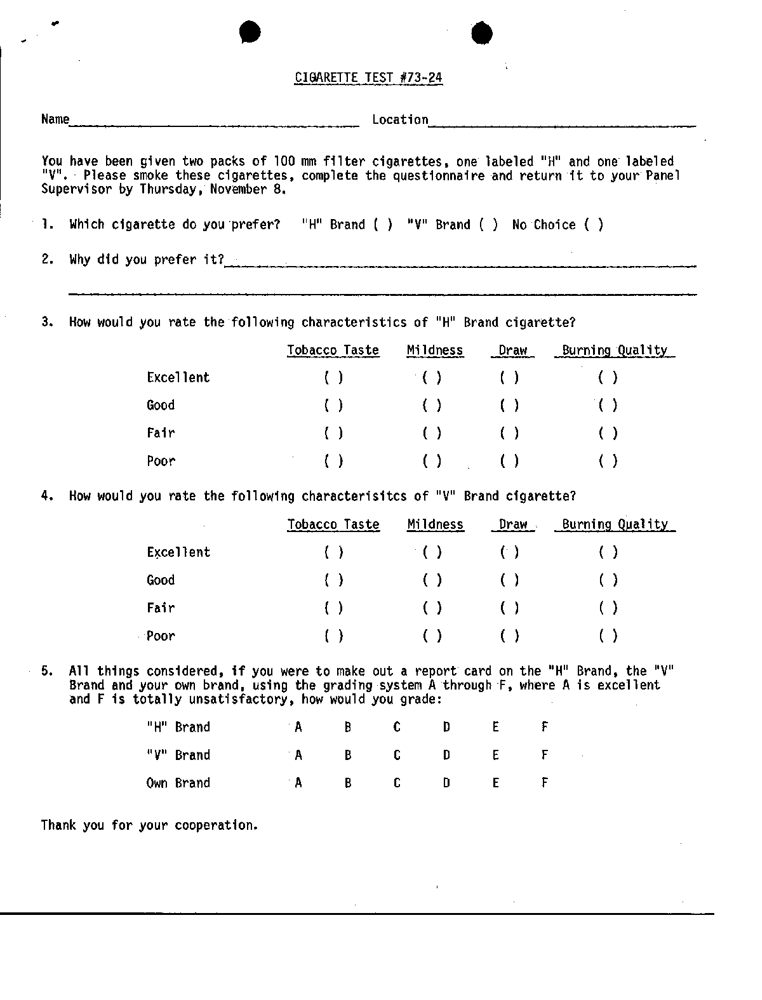 CIGARETTE TEST #73-24
Name Location
You have been given two packs of 100 mm filter cigarettes, one labeled "H" and one labeled
"V". Please smoke these cigarettes, complete the questionnaire and return it to your Panel
Supervisor by Thursday, November 8.
1. Which cigarette do you prefer? "H" Brand ( ) "V" Brand ( ) No Choice ( )
2. Why did you prefer it?
3. How would you rate the following characteristics of "H" Brand cigarette?
Tobacco Taste Mildness Draw Burning Quality
Excellent ( ) ( ) ( ) ( )
Good ( ) ( ) ( ) ( )
Fair ( ) ( ) ( ) ( )
Poor ( ) ( ) ( ) ( )
4. How would you rate the following characterisitcs of "V" Brand cigarette?
Tobacco Taste Mildness Draw Burning Quality
Excellent ( ) ( ) ( ) ( )
Good ( ) ( ) ( ) ( )
Fair ( ) ( ) ( ) ( )
Poor ( ) ( ) ( ) ( )
5. All things considered, if you were to make out a report card on the "H" Brand, the "V"
Brand and your own brand, using the grading system A through F, where A is excellent
and F is totally unsatisfactory, how would you grade:
"H" Brand A B C D E F
"V" Brand A B C D E F
Own Brand A B C D E F
Thank you for your cooperation.